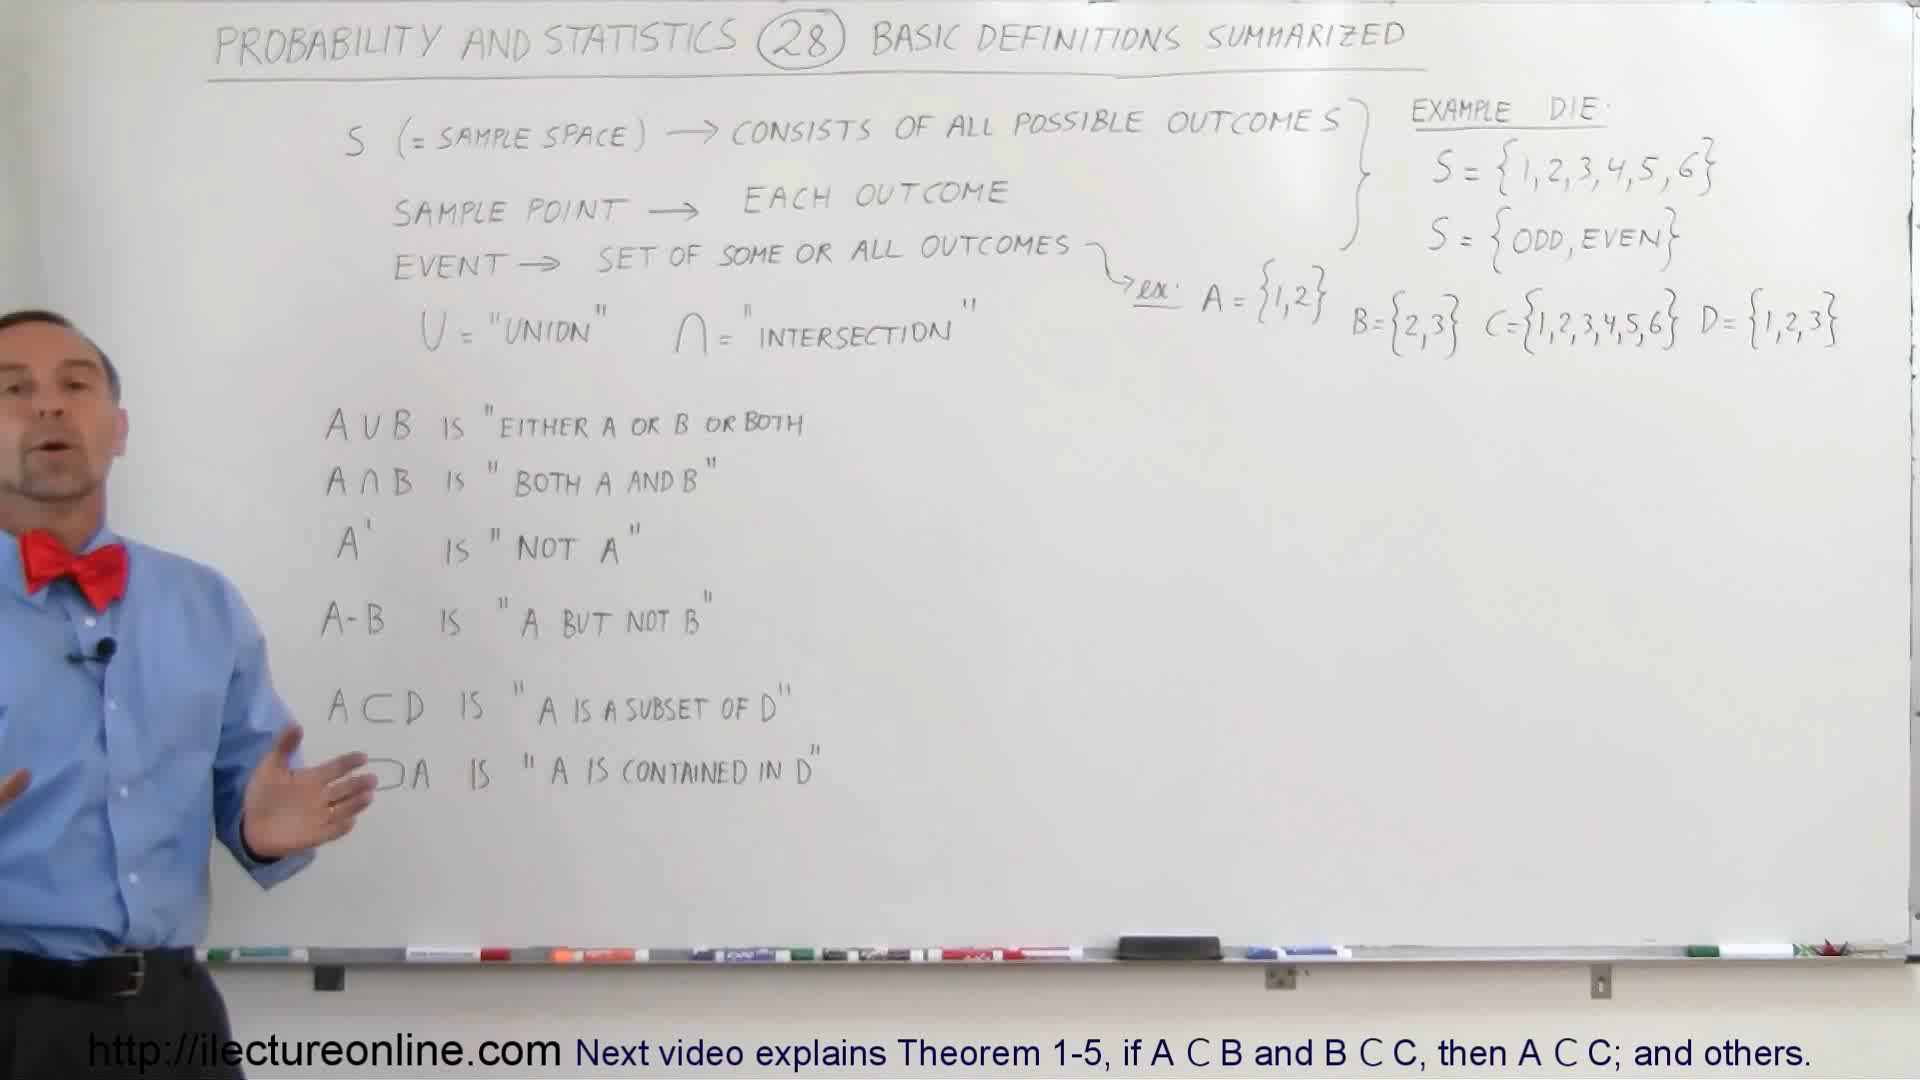 PROBABILITY AND STATISTICS 28 BASIC DEFINITIONS SUMMARIZED
S (= SAMPLE SPACE) → CONSISTS OF ALL POSSIBLE OUTCOMES
SAMPLE POINT → EACH OUTCOME
EVENT → SET OF SOME OR ALL OUTCOMES
EXAMPLE DIE:
S = {1,2,3,4,5,6}
S = {ODD, EVEN}
ex: A = {1,2} B={2,3} C={1,2,3,4,5,6} D={1,2,3}
U = "UNION" ∩ = "INTERSECTION"
A ∪ B IS "EITHER A OR B OR BOTH
A ∩ B IS "BOTH A AND B"
A' IS "NOT A"
A-B IS "A BUT NOT B"
A ⊂ D IS "A IS A SUBSET OF D"
⊃ A IS "A IS CONTAINED IN D"
http://ilectureonline.com Next video explains Theorem 1-5, if A ⊂ B and B ⊂ C, then A ⊂ C; and others.